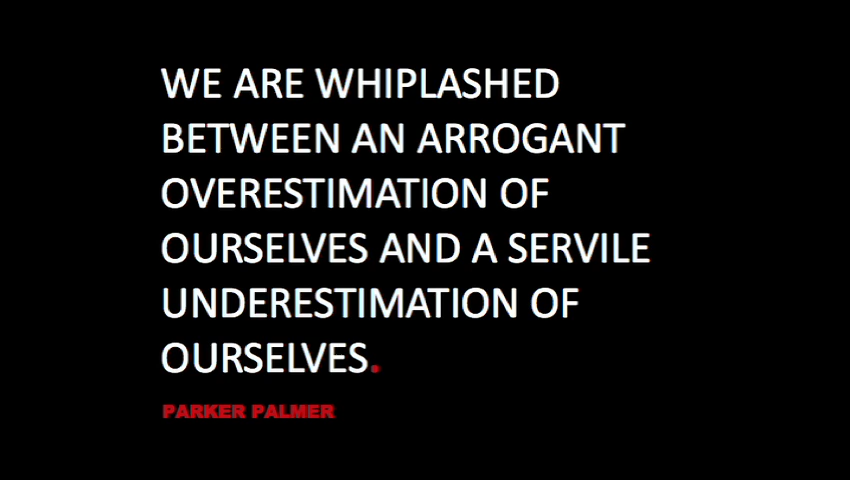 WE ARE WHIPLASHED
BETWEEN AN ARROGANT
OVERESTIMATION OF
OURSELVES AND A SERVILE
UNDERESTIMATION OF
OURSELVES.
PARKER PALMER